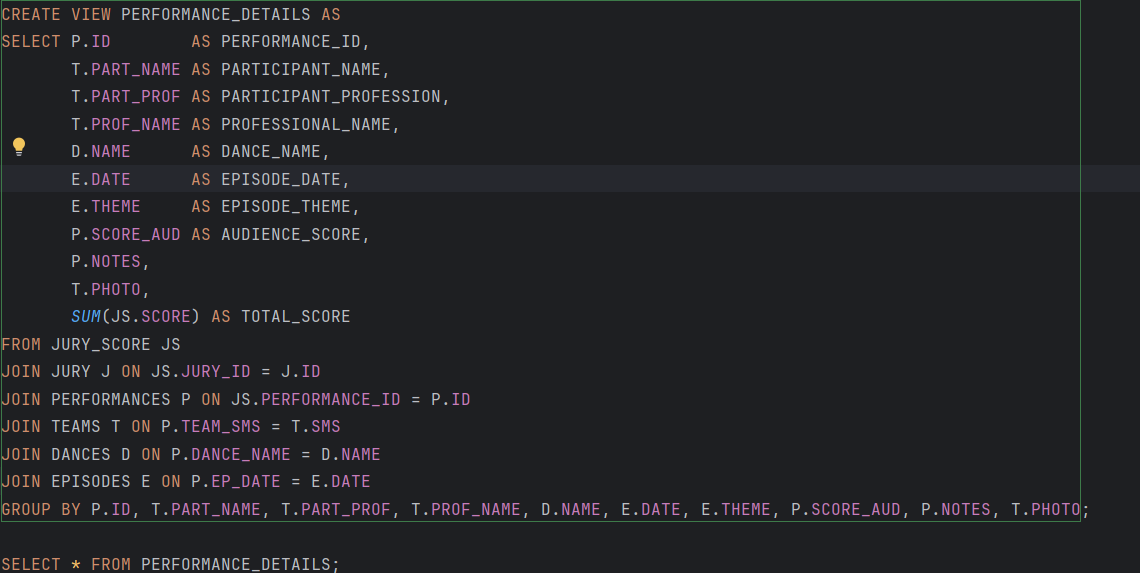 CREATE VIEW PERFORMANCE_DETAILS AS
SELECT P.ID        AS PERFORMANCE_ID,
       T.PART_NAME AS PARTICIPANT_NAME,
       T.PART_PROF AS PARTICIPANT_PROFESSION,
       T.PROF_NAME AS PROFESSIONAL_NAME,
       D.NAME      AS DANCE_NAME,
       E.DATE      AS EPISODE_DATE,
       E.THEME     AS EPISODE_THEME,
       P.SCORE_AUD AS AUDIENCE_SCORE,
       P.NOTES,
       T.PHOTO,
       SUM(JS.SCORE) AS TOTAL_SCORE
FROM JURY_SCORE JS
JOIN JURY J ON JS.JURY_ID = J.ID
JOIN PERFORMANCES P ON JS.PERFORMANCE_ID = P.ID
JOIN TEAMS T ON P.TEAM_SMS = T.SMS
JOIN DANCES D ON P.DANCE_NAME = D.NAME
JOIN EPISODES E ON P.EP_DATE = E.DATE
GROUP BY P.ID, T.PART_NAME, T.PART_PROF, T.PROF_NAME, D.NAME, E.DATE, E.THEME, P.SCORE_AUD, P.NOTES, T.PHOTO;
SELECT * FROM PERFORMANCE_DETAILS;